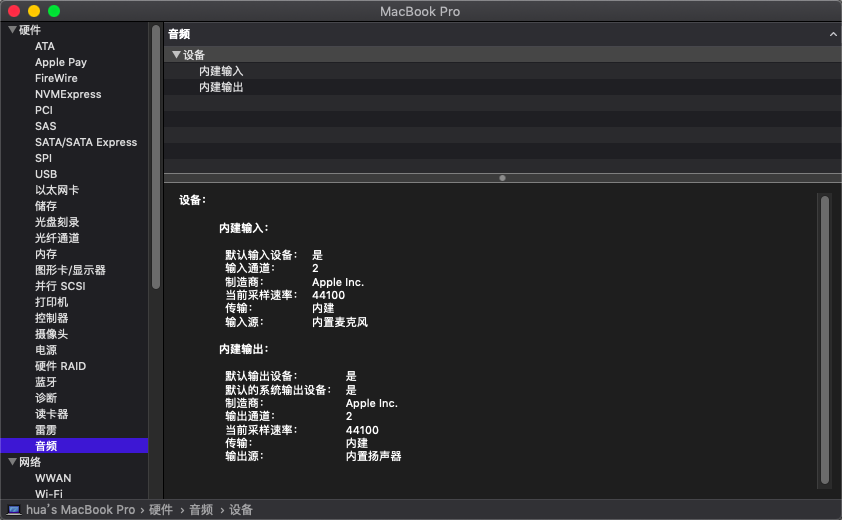 MacBook Pro
硬件
ATA
Apple Pay
FireWire
NVMExpress
PCI
SAS
SATA/SATA Express
SPI
USB
以太网卡
储存
光盘刻录
光纤通道
内存
图形卡/显示器
并行 SCSI
打印机
控制器
摄像头
电源
硬件 RAID
蓝牙
诊断
读卡器
雷雳
音频
网络
WWAN
Wi-Fi
音频
设备
内建输入
内建输出
设备：
内建输入：
默认输入设备： 是
输入通道： 2
制造商： Apple Inc.
当前采样速率： 44100
传输： 内建
输入源： 内置麦克风
内建输出：
默认输出设备： 是
默认的系统输出设备： 是
制造商： Apple Inc.
输出通道： 2
当前采样速率： 44100
传输： 内建
输出源： 内置扬声器
hua's MacBook Pro › 硬件 › 音频 › 设备